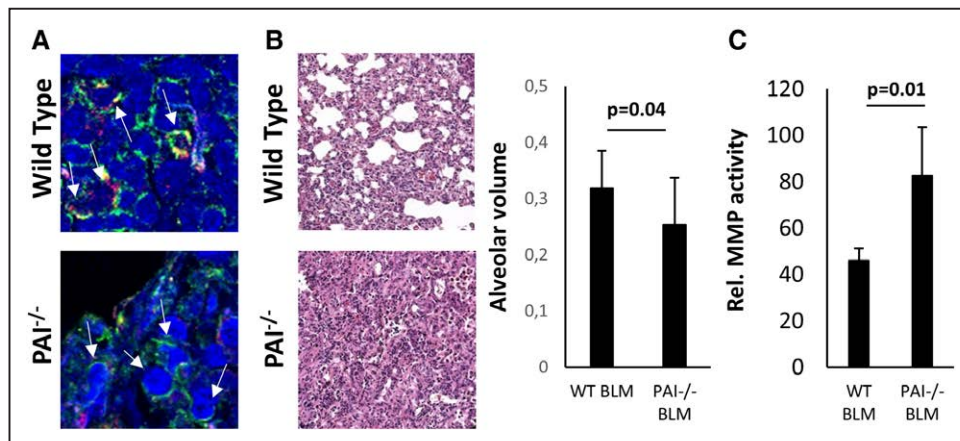 A
Wild Type
PAI-/-
B
Wild Type
PAI-/-
Alveolar volume
0,5
0,4
0,3
0,2
0,1
0
p=0.04
WT BLM
PAI-/-
BLM
C
Rel. MMP activity
120
100
80
60
40
20
0
p=0.01
WT
BLM
PAI-/-
BLM